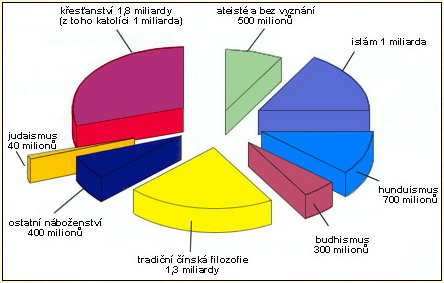 křesťanství 1,8 miliardy
(z toho katolíci 1 miliarda)
ateisté a bez vyznání
500 milionů
islám 1 miliarda
judaismus
40 milionů
hunduismus
700 milionů
ostatní náboženství
400 milionů
budhismus
300 milionů
tradiční čínská filozofie
1,3 miliardy